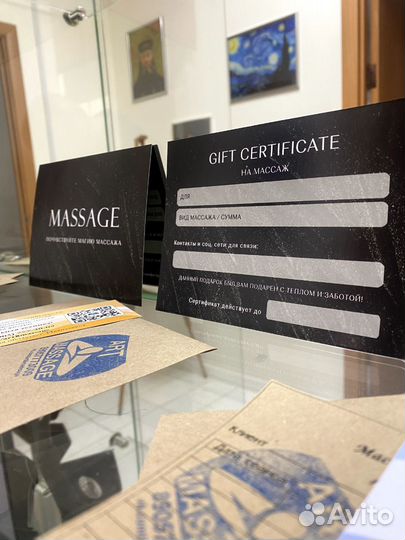 GIFT CERTIFICATE
НА МАССАЖ
ДЛЯ
ВИД МАССАЖА / СУММА
Контакты и соц. сети для связи:
ДАННЫЙ ПОДАРОК БЫЛ ВАМ ПОДАРЕН С ТЕПЛОМ И ЗАБОТОЙ!
Сертификат действует до
MASSAGE
ПОЧУВСТВУЙТЕ МАГИЮ МАССАЖА
ART
MASSAGE
Клиент
MASSAGE
Avito